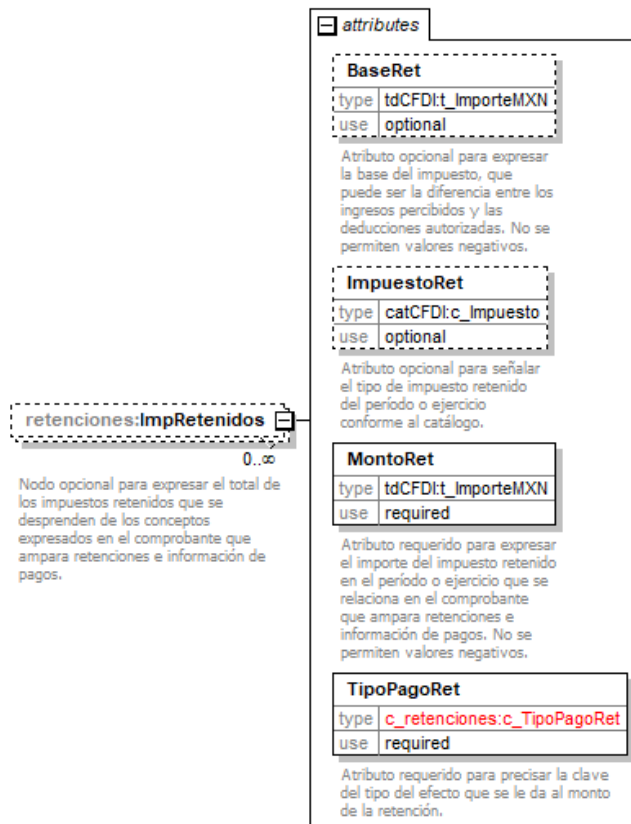 attributes
BaseRet
type tdCFDI:t_ImporteMXN
use optional
Atributo opcional para expresar
la base del impuesto, que
puede ser la diferencia entre los
ingresos percibidos y las
deducciones autorizadas. No se
permiten valores negativos.
ImpuestoRet
type catCFDI:c_Impuesto
use optional
Atributo opcional para señalar
el tipo de impuesto retenido
del período o ejercicio
conforme al catálogo.
retenciones:ImpRetenidos
0..∞
Nodo opcional para expresar el total de
los impuestos retenidos que se
desprenden de los conceptos
expresados en el comprobante que
ampara retenciones e información de
pagos.
MontoRet
type tdCFDI:t_ImporteMXN
use required
Atributo requerido para expresar
el importe del impuesto retenido
en el período o ejercicio que se
relaciona en el comprobante
que ampara retenciones e
información de pagos. No se
permiten valores negativos.
TipoPagoRet
type c_retenciones:c_TipoPagoRet
use required
Atributo requerido para precisar la clave
del tipo del efecto que se le da al monto
de la retención.